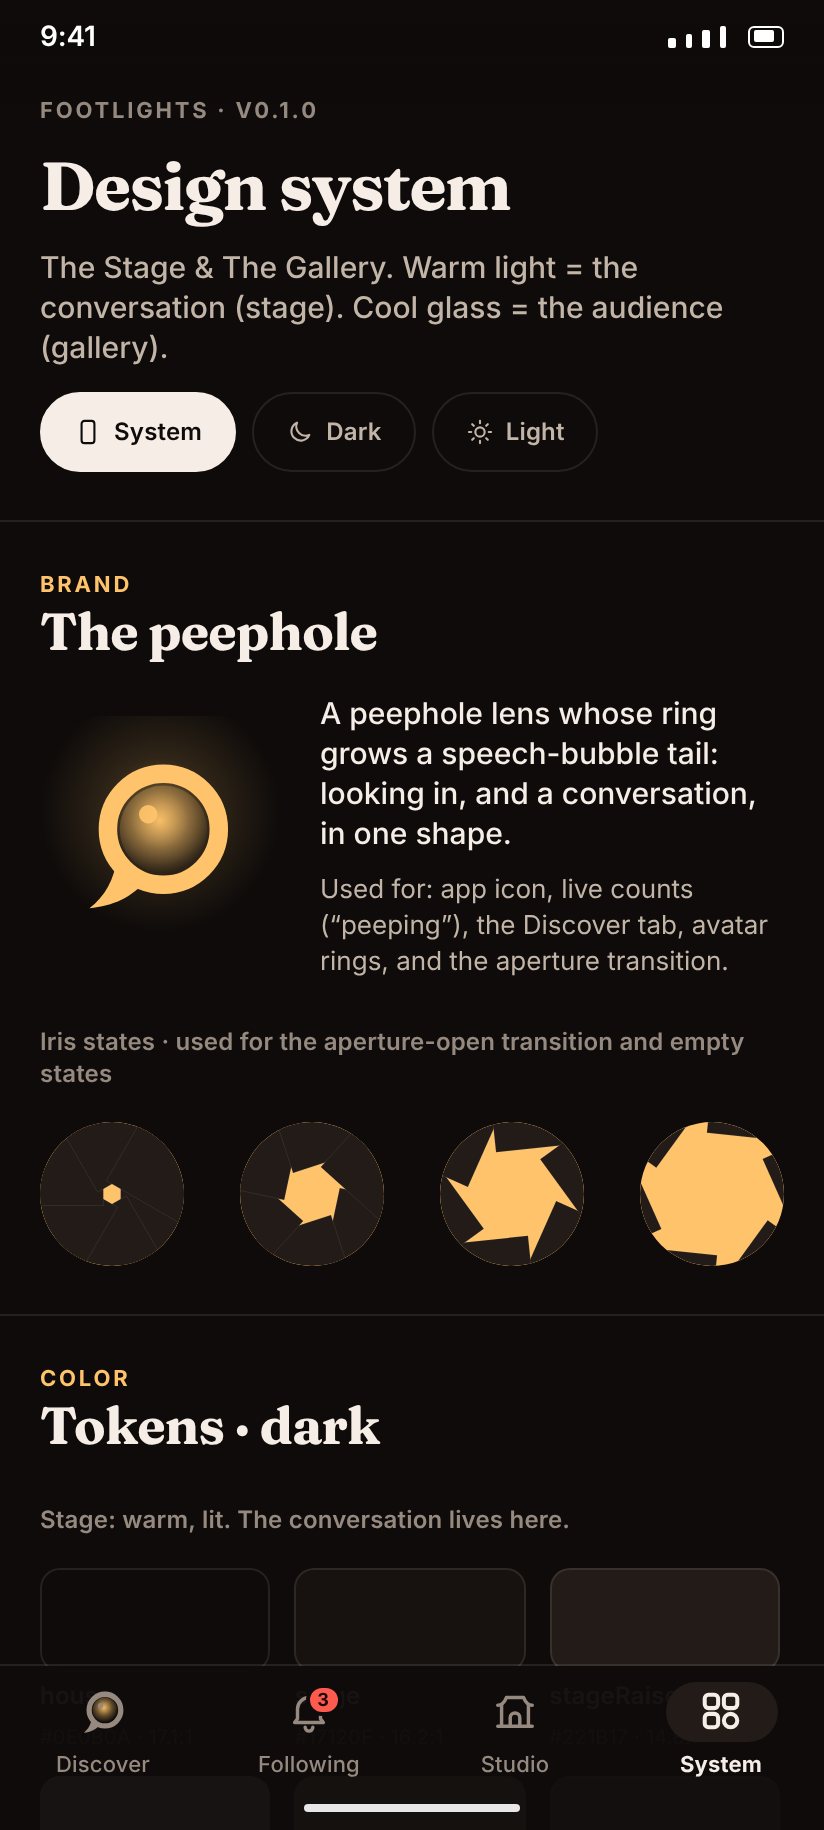 9:41
FOOTLIGHTS · V0.1.0
Design system
The Stage & The Gallery. Warm light = the
conversation (stage). Cool glass = the audience
(gallery).
System
Dark
Light
BRAND
The peephole
A peephole lens whose ring
grows a speech-bubble tail:
looking in, and a conversation,
in one shape.
Used for: app icon, live counts
(“peeping”), the Discover tab, avatar
rings, and the aperture transition.
Iris states · used for the aperture-open transition and empty
states
COLOR
Tokens · dark
Stage: warm, lit. The conversation lives here.
3
Discover
Following
Studio
System